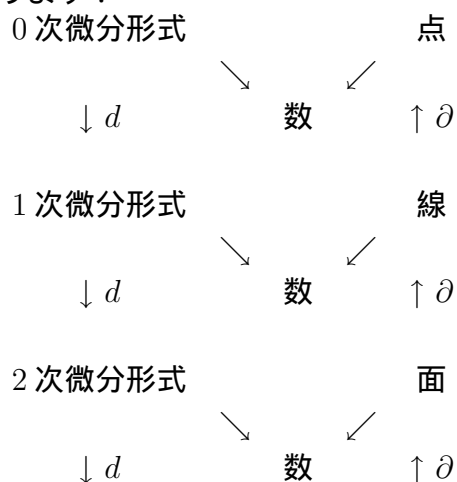 0 次微分形式 点
↘ ↙
↓ d 数 ↑ ∂
1 次微分形式 線
↘ ↙
↓ d 数 ↑ ∂
2 次微分形式 面
↘ ↙
↓ d 数 ↑ ∂